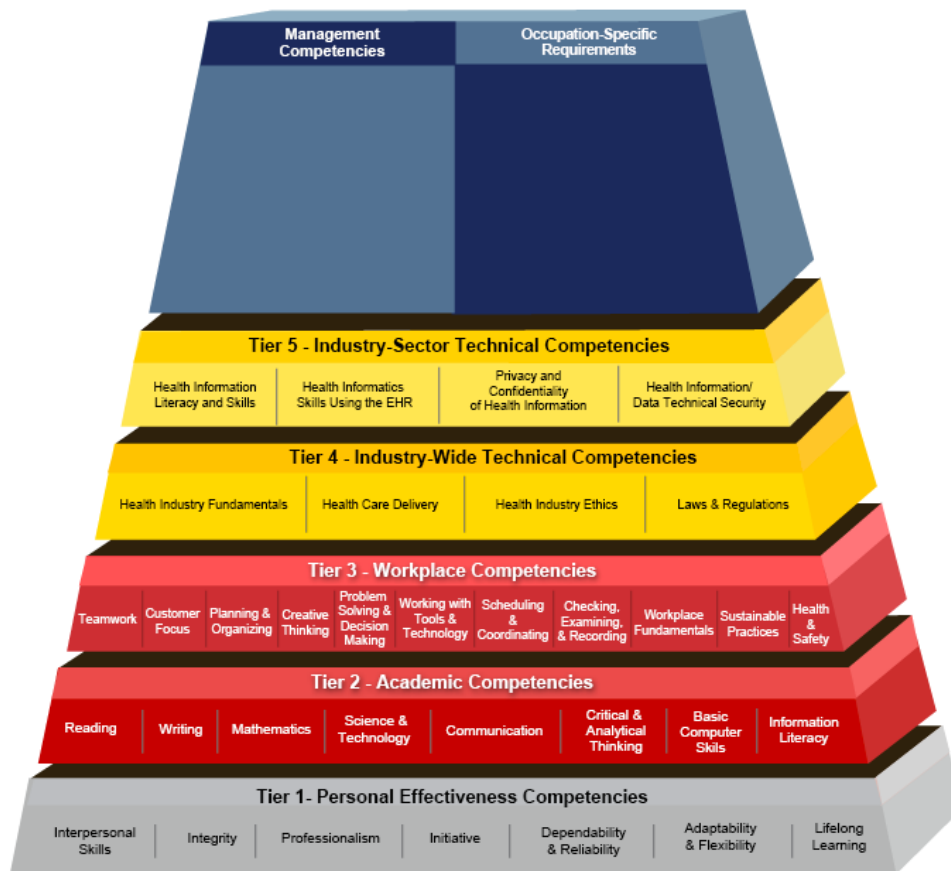 Management
Competencies
Occupation-Specific
Requirements
Tier 5 - Industry-Sector Technical Competencies
Health Information
Literacy and Skills
Health Informatics
Skills Using the EHR
Privacy and
Confidentiality
of Health Information
Health Information/
Data Technical Security
Tier 4 - Industry-Wide Technical Competencies
Health Industry Fundamentals
Health Care Delivery
Health Industry Ethics
Laws & Regulations
Tier 3 - Workplace Competencies
Teamwork
Customer
Focus
Planning &
Organizing
Creative
Thinking
Problem
Solving &
Decision
Making
Working with
Tools &
Technology
Scheduling
&
Coordinating
Checking,
Examining,
& Recording
Workplace
Fundamentals
Sustainable
Practices
Health
&
Safety
Tier 2 - Academic Competencies
Reading
Writing
Mathematics
Science &
Technology
Communication
Critical &
Analytical
Thinking
Basic
Computer
Skils
Information
Literacy
Tier 1- Personal Effectiveness Competencies
Interpersonal
Skills
Integrity
Professionalism
Initiative
Dependability
& Reliability
Adaptability
& Flexibility
Lifelong
Learning